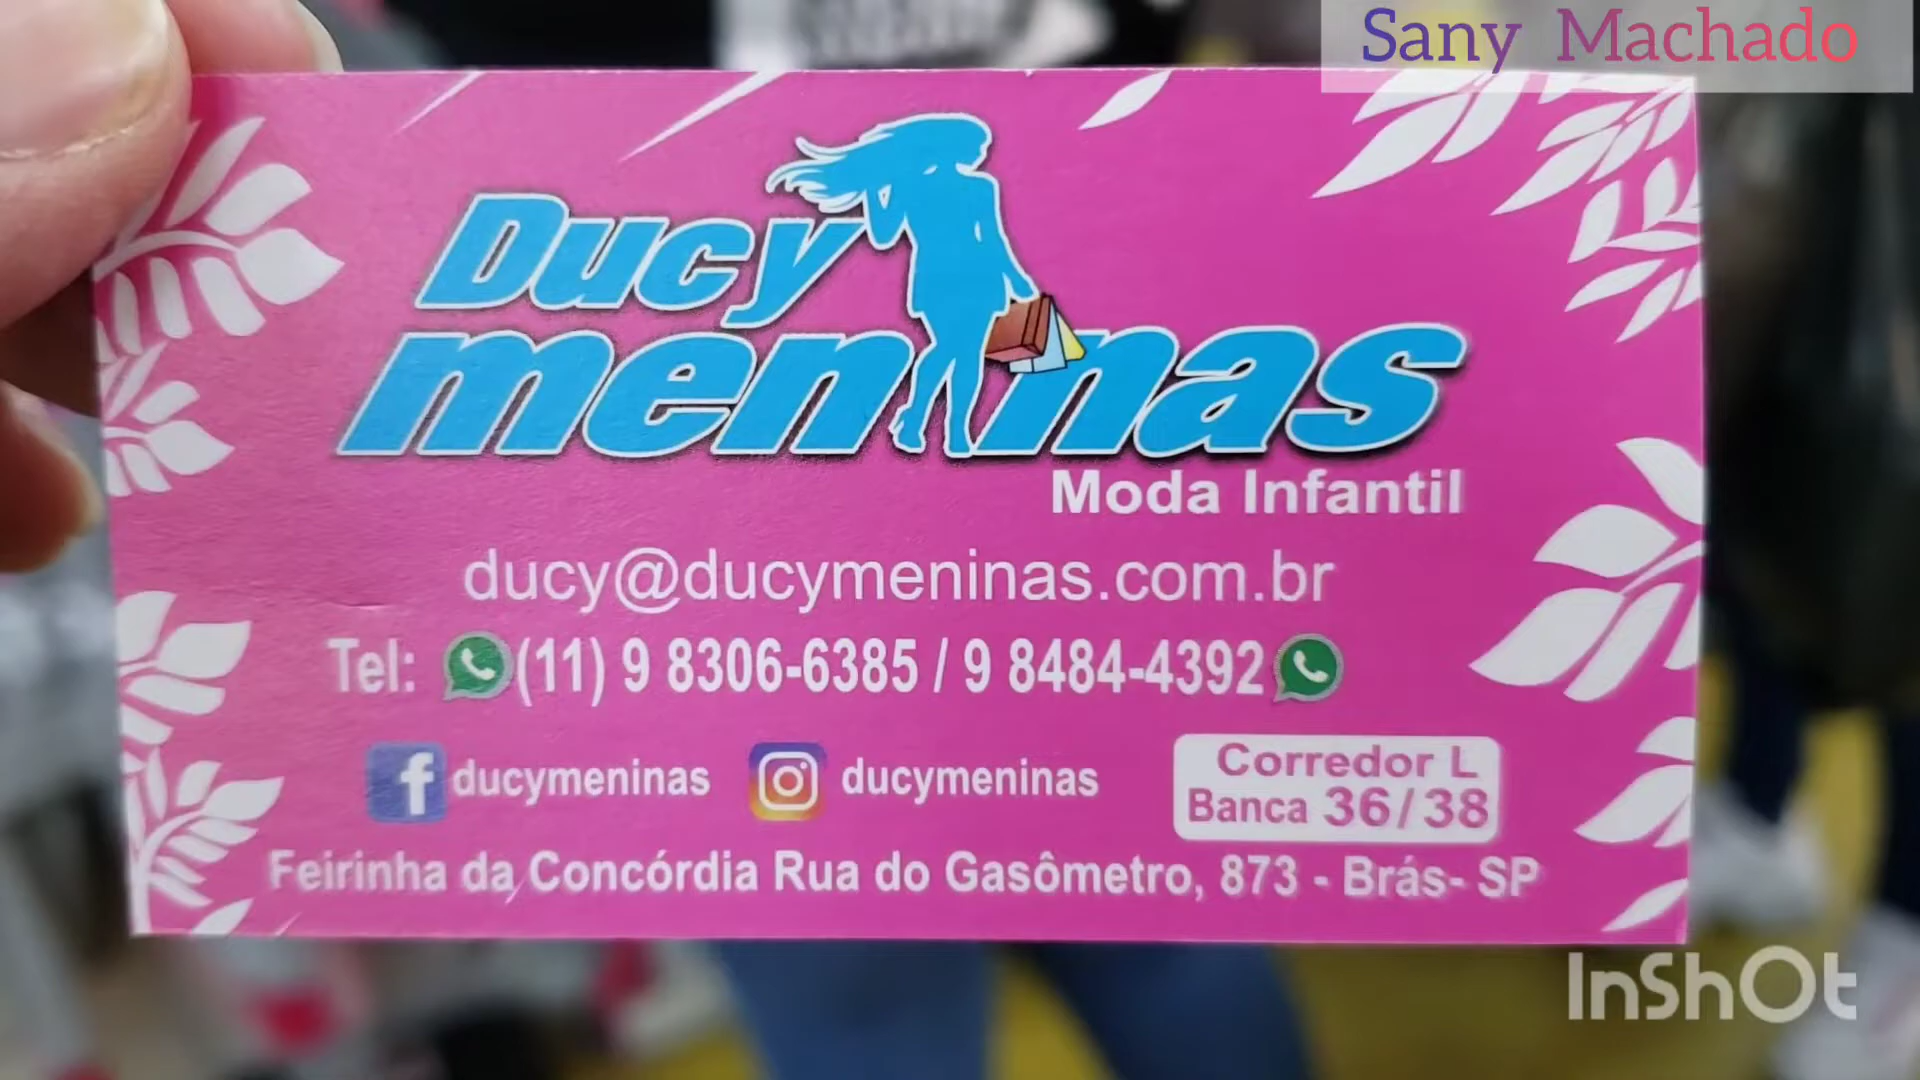 Sany Machado
Ducy
meninas
Moda Infantil
ducy@ducymeninas.com.br
Tel: (11) 9 8306-6385 / 9 8484-4392
ducymeninas ducymeninas
Corredor L
Banca 36/38
Feirinha da Concórdia Rua do Gasômetro, 873 - Brás- SP
InShOt